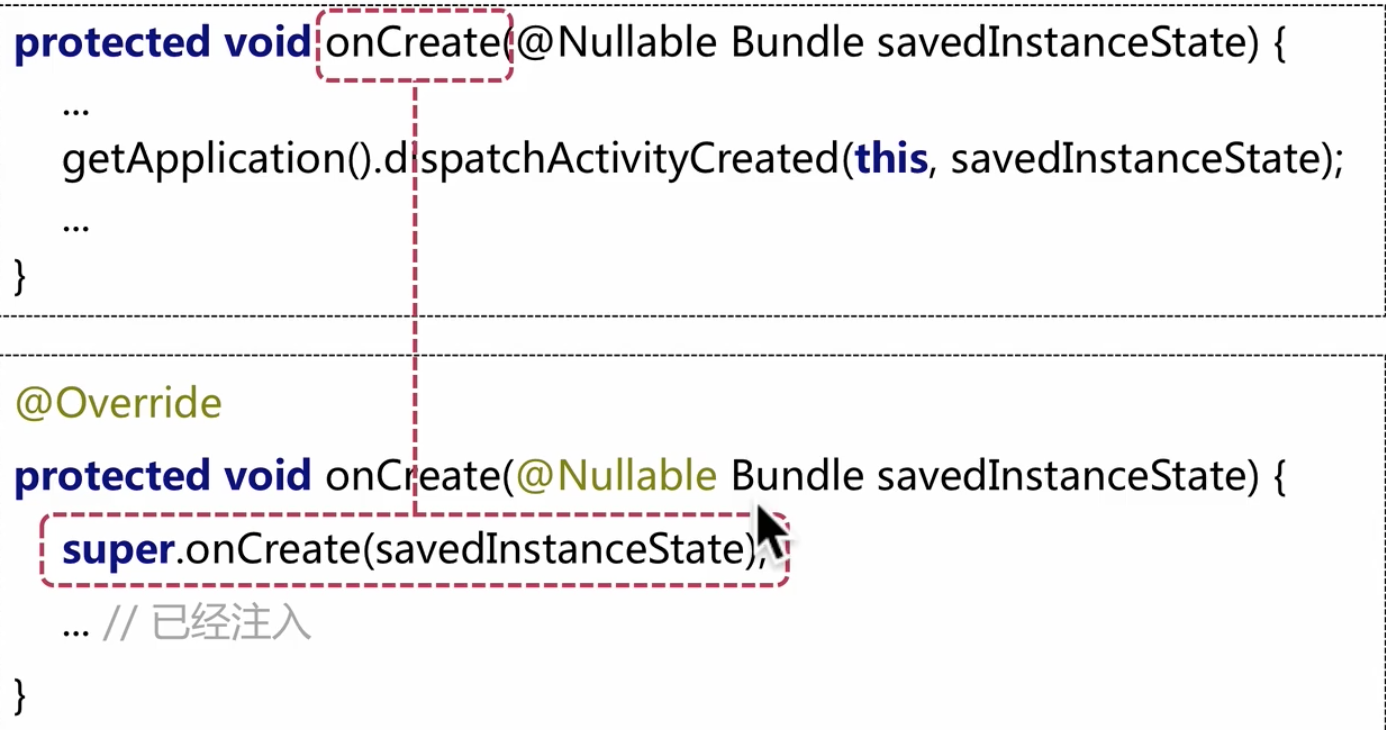 protected void onCreate(@Nullable Bundle savedInstanceState) {
...
getApplication().dispatchActivityCreated(this, savedInstanceState);
...
}
@Override
protected void onCreate(@Nullable Bundle savedInstanceState) {
super.onCreate(savedInstanceState);
... // 已经注入
}